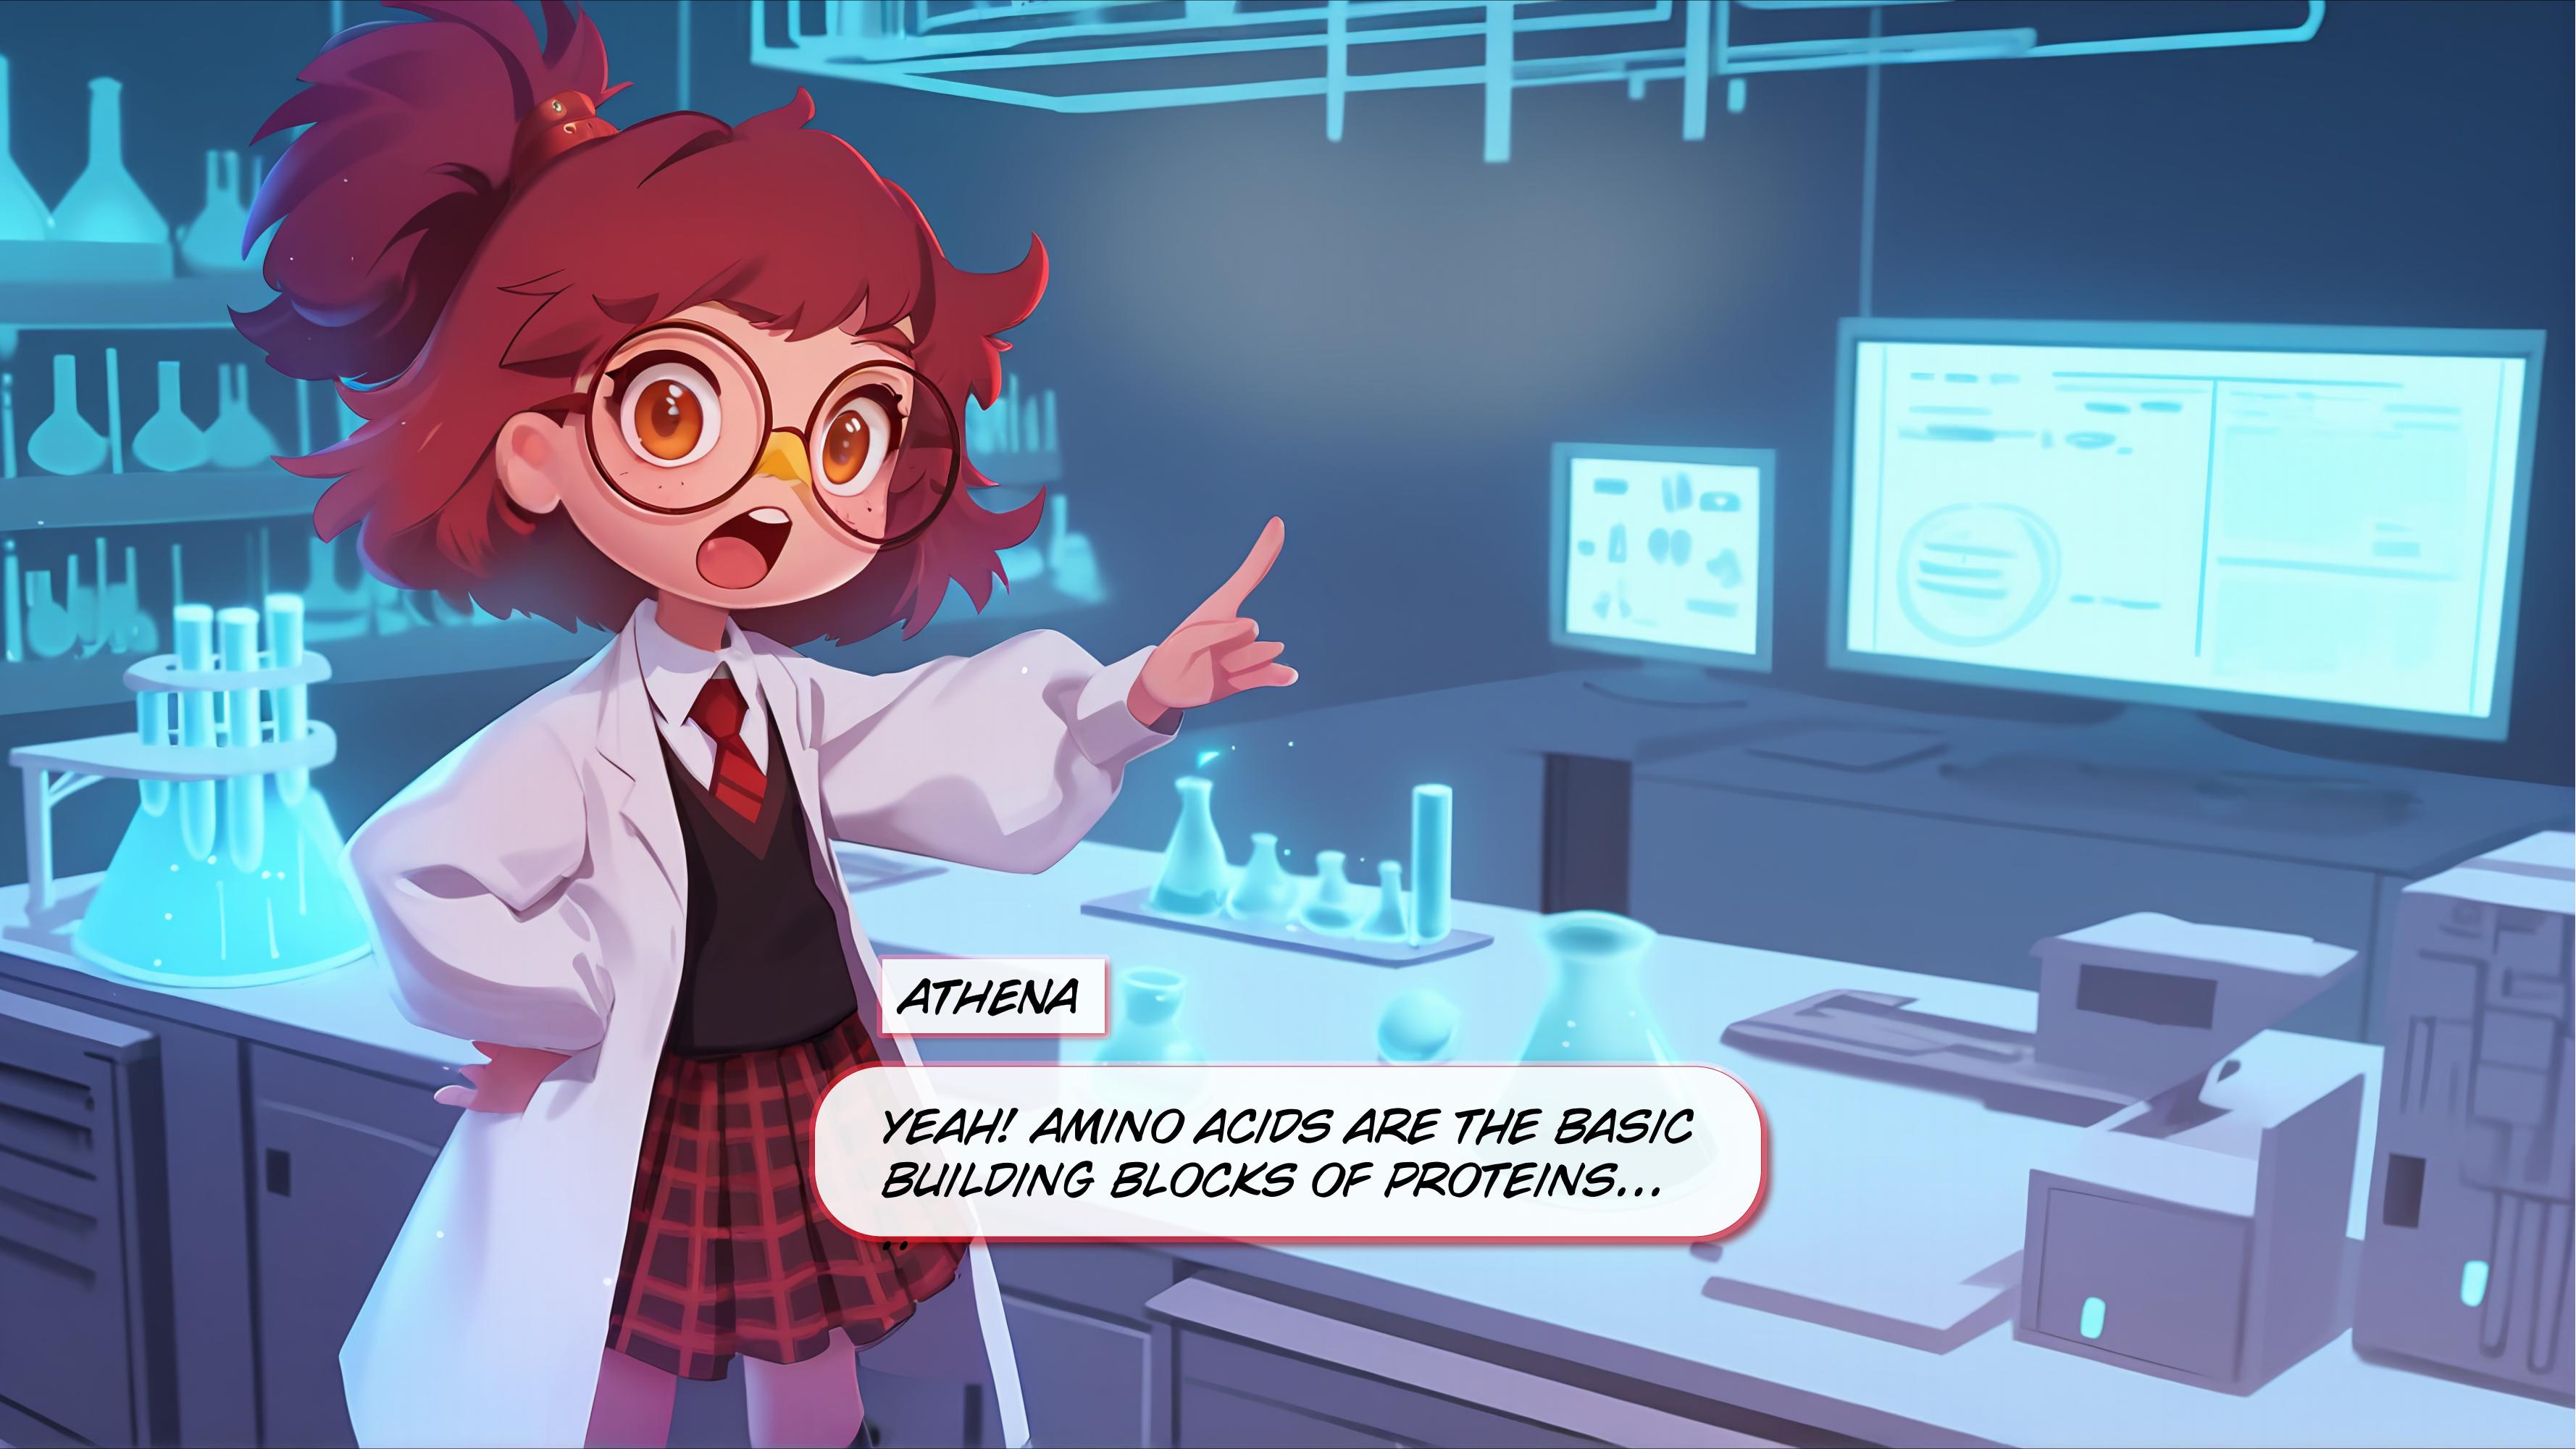 ATHENA
YEAH! AMINO ACIDS ARE THE BASIC
BUILDING BLOCKS OF PROTEINS...
..